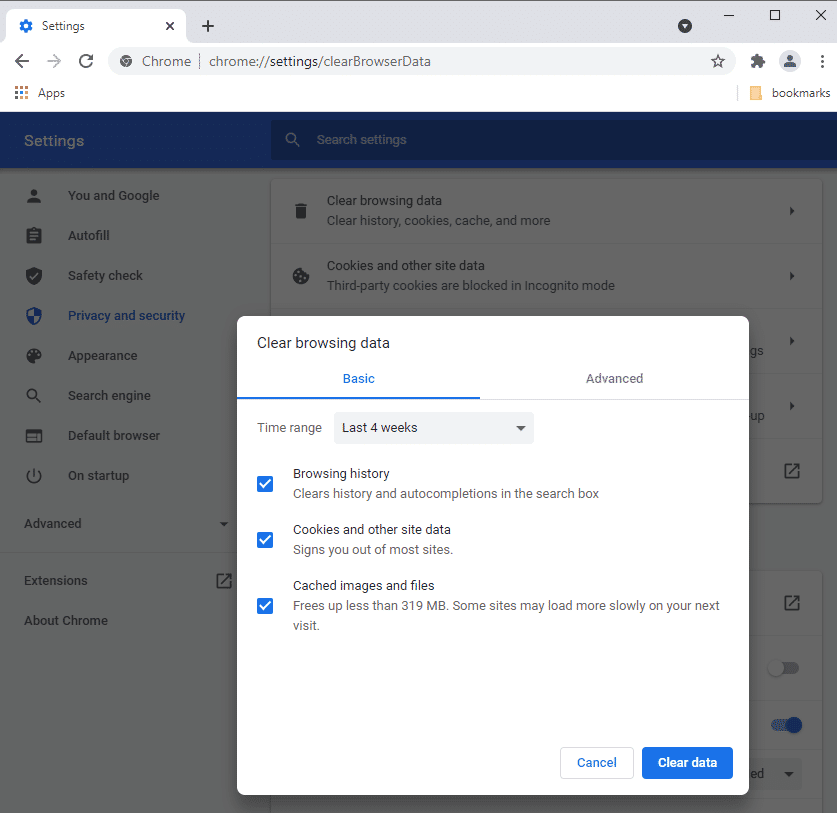 Settings
Chrome
chrome://settings/clearBrowserData
Apps
bookmarks
Settings
Search settings
You and Google
Autofill
Safety check
Privacy and security
Appearance
Search engine
Default browser
On startup
Advanced
Extensions
About Chrome
Clear browsing data
Clear history, cookies, cache, and more
Cookies and other site data
Third-party cookies are blocked in Incognito mode
gs
up
Clear browsing data
Basic
Advanced
Time range
Last 4 weeks
Browsing history
Clears history and autocompletions in the search box
Cookies and other site data
Signs you out of most sites.
Cached images and files
Frees up less than 319 MB. Some sites may load more slowly on your next
visit.
Cancel
Clear data
ed